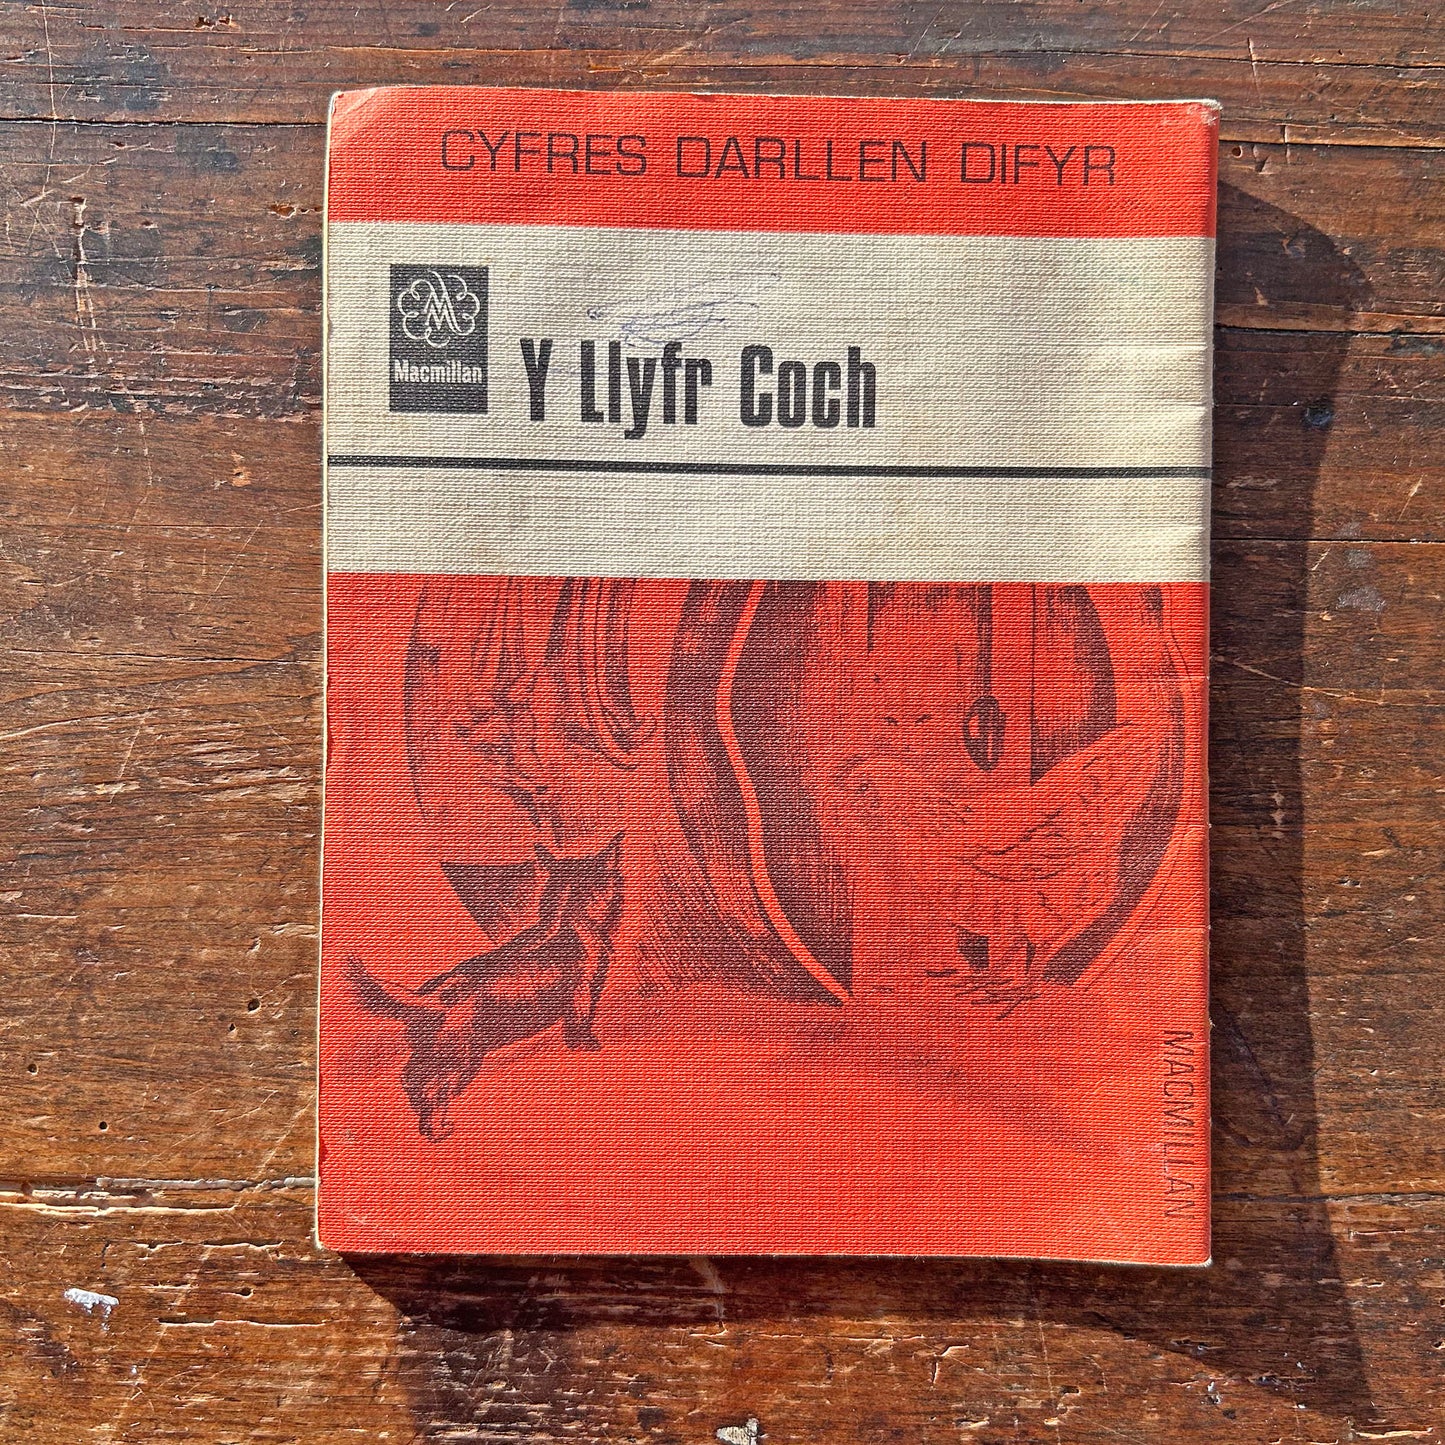 CYFRES DARLLEN DIFYR
M
Macmillan
Y Llyfr Coch
MACMILLAN